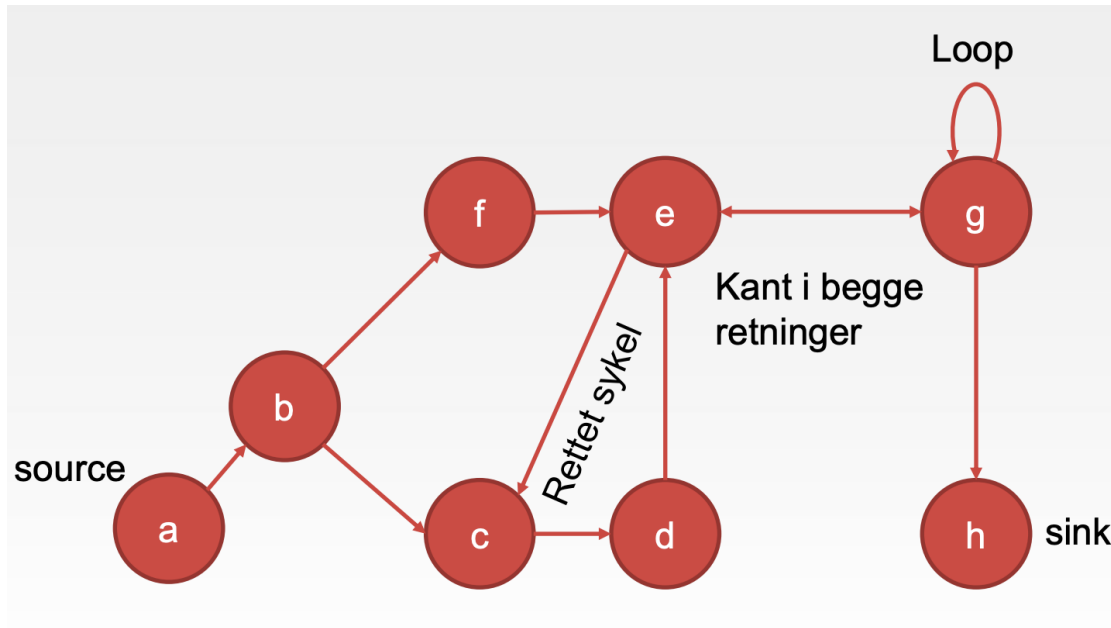 Loop
f
e
g
Kant i begge
retninger
Rettet sykel
b
source
a
c
d
h
sink